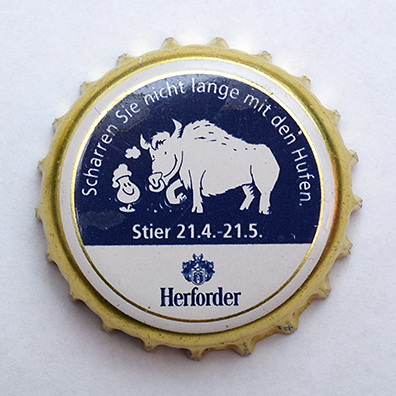 Scharren Sie nicht lange mit den Hufen.
Stier 21.4.-21.5.
Herforder